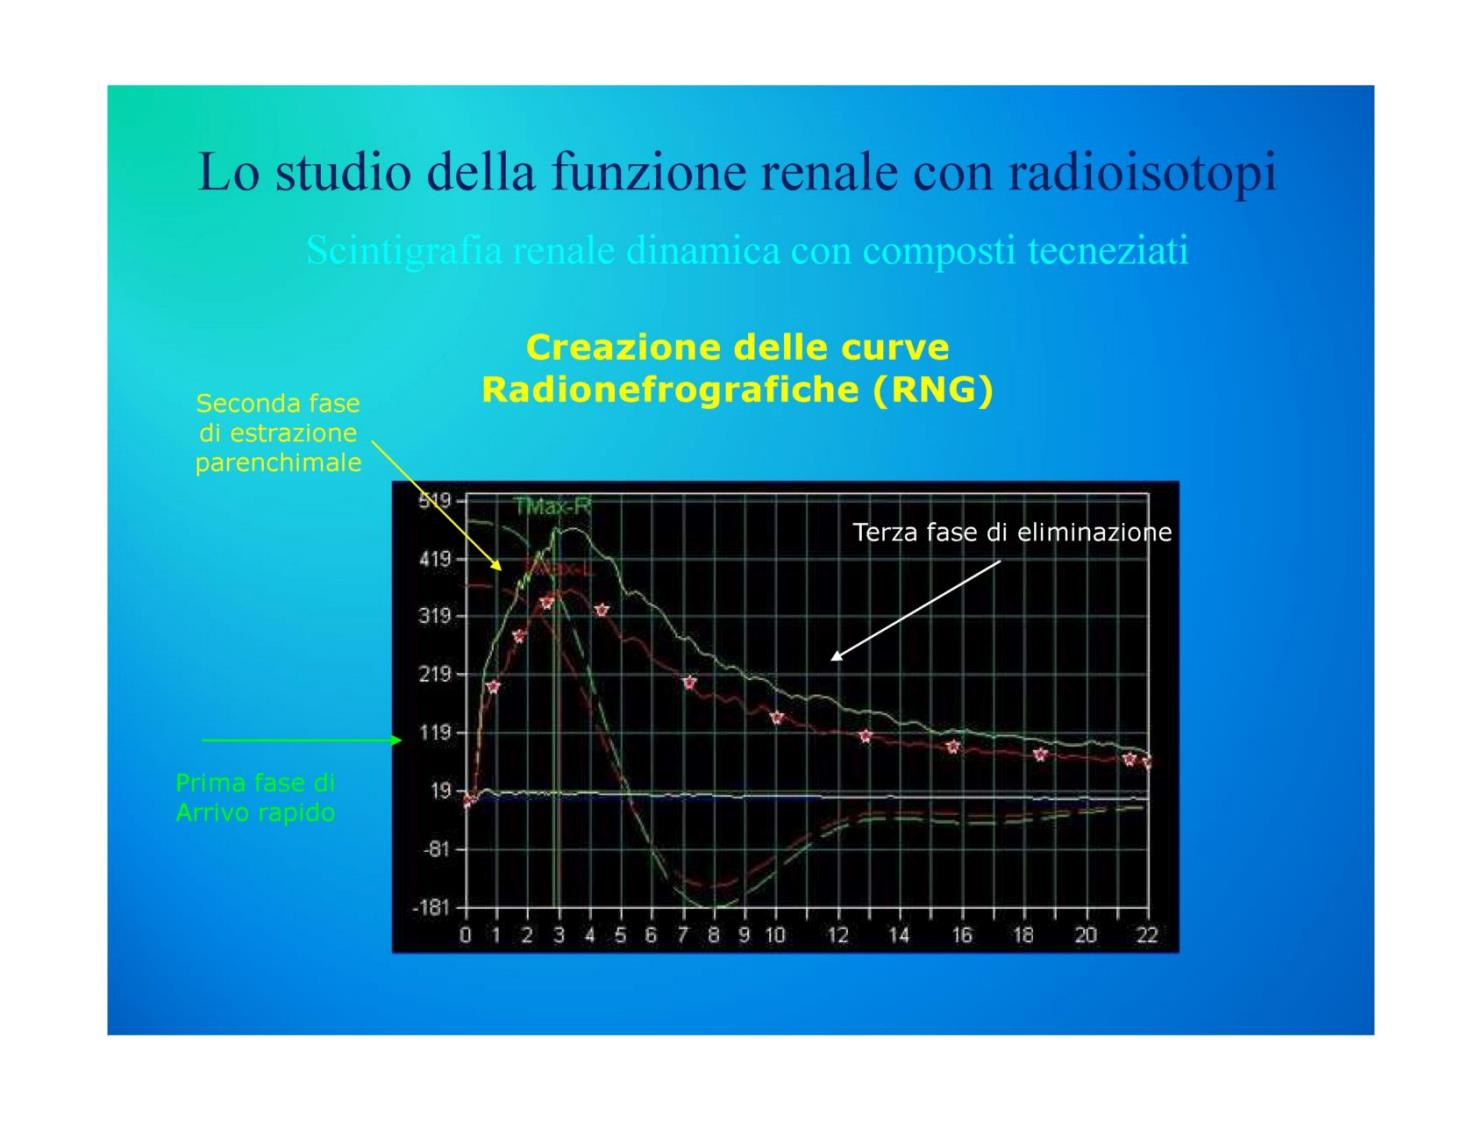 Lo studio della funzione renale con radioisotopi
Scintigrafia renale dinamica con composti tecneziati
Creazione delle curve
Radionefrografiche (RNG)
Seconda fase
di estrazione
parenchimale
Terza fase di eliminazione
Prima fase di
Arrivo rapido
TMax-R
TMax-L
519
419
319
219
119
19
-81
-181
0 1 2 3 4 5 6 7 8 9 10 12 14 16 18 20 22